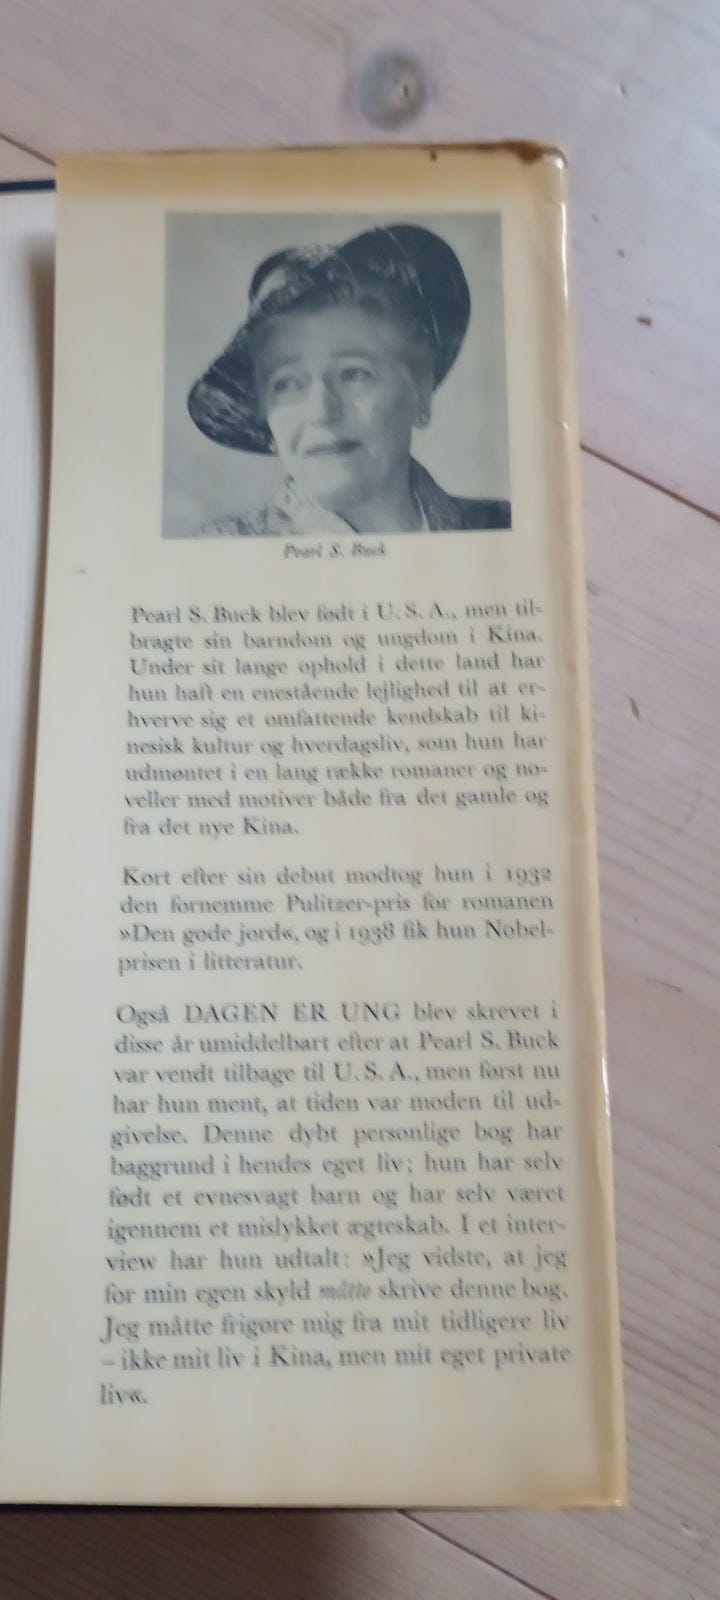 Pearl S. Buck
Pearl S. Buck blev født i U. S. A., men til-
bragte sin barndom og ungdom i Kina.
Under sit lange ophold i dette land har
hun haft en enestående lejlighed til at er-
hverve sig et omfattende kendskab til ki-
nesisk kultur og hverdagsliv, som hun har
udmøntet i en lang række romaner og no-
veller med motiver både fra det gamle og
fra det nye Kina.
Kort efter sin debut modtog hun i 1932
den fornemme Pulitzer-pris for romanen
»Den gode jord«, og i 1938 fik hun Nobel-
prisen i litteratur.
Også DAGEN ER UNG blev skrevet i
disse år umiddelbart efter at Pearl S. Buck
var vendt tilbage til U. S. A., men først nu
har hun ment, at tiden var moden til ud-
givelse. Denne dybt personlige bog har
baggrund i hendes eget liv; hun har selv
født et evnesvagt barn og har selv været
igennem et mislykket ægteskab. I et inter-
view har hun udtalt: »Jeg vidste, at jeg
for min egen skyld måtte skrive denne bog.
Jeg måtte frigøre mig fra mit tidligere liv
– ikke mit liv i Kina, men mit eget private
liv«.